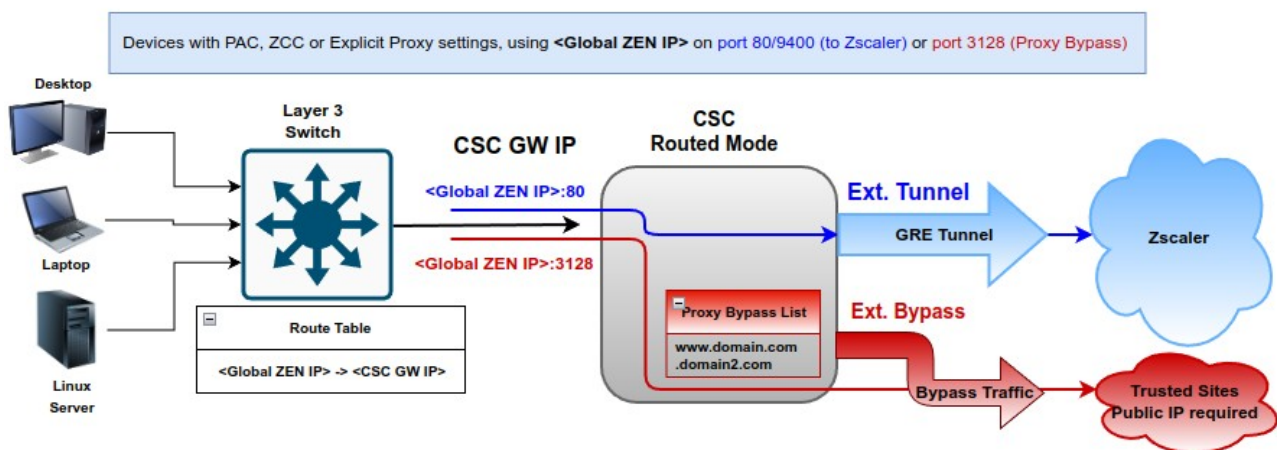 Devices with PAC, ZCC or Explicit Proxy settings, using <Global ZEN IP> on port 80/9400 (to Zscaler) or port 3128 (Proxy Bypass)
Desktop
Laptop
Linux
Server
Layer 3
Switch
Route Table
<Global ZEN IP> -> <CSC GW IP>
CSC GW IP
<Global ZEN IP>:80
<Global ZEN IP>:3128
CSC
Routed Mode
Proxy Bypass List
www.domain.com
.domain2.com
Ext. Tunnel
GRE Tunnel
Zscaler
Ext. Bypass
Bypass Traffic
Trusted Sites
Public IP required